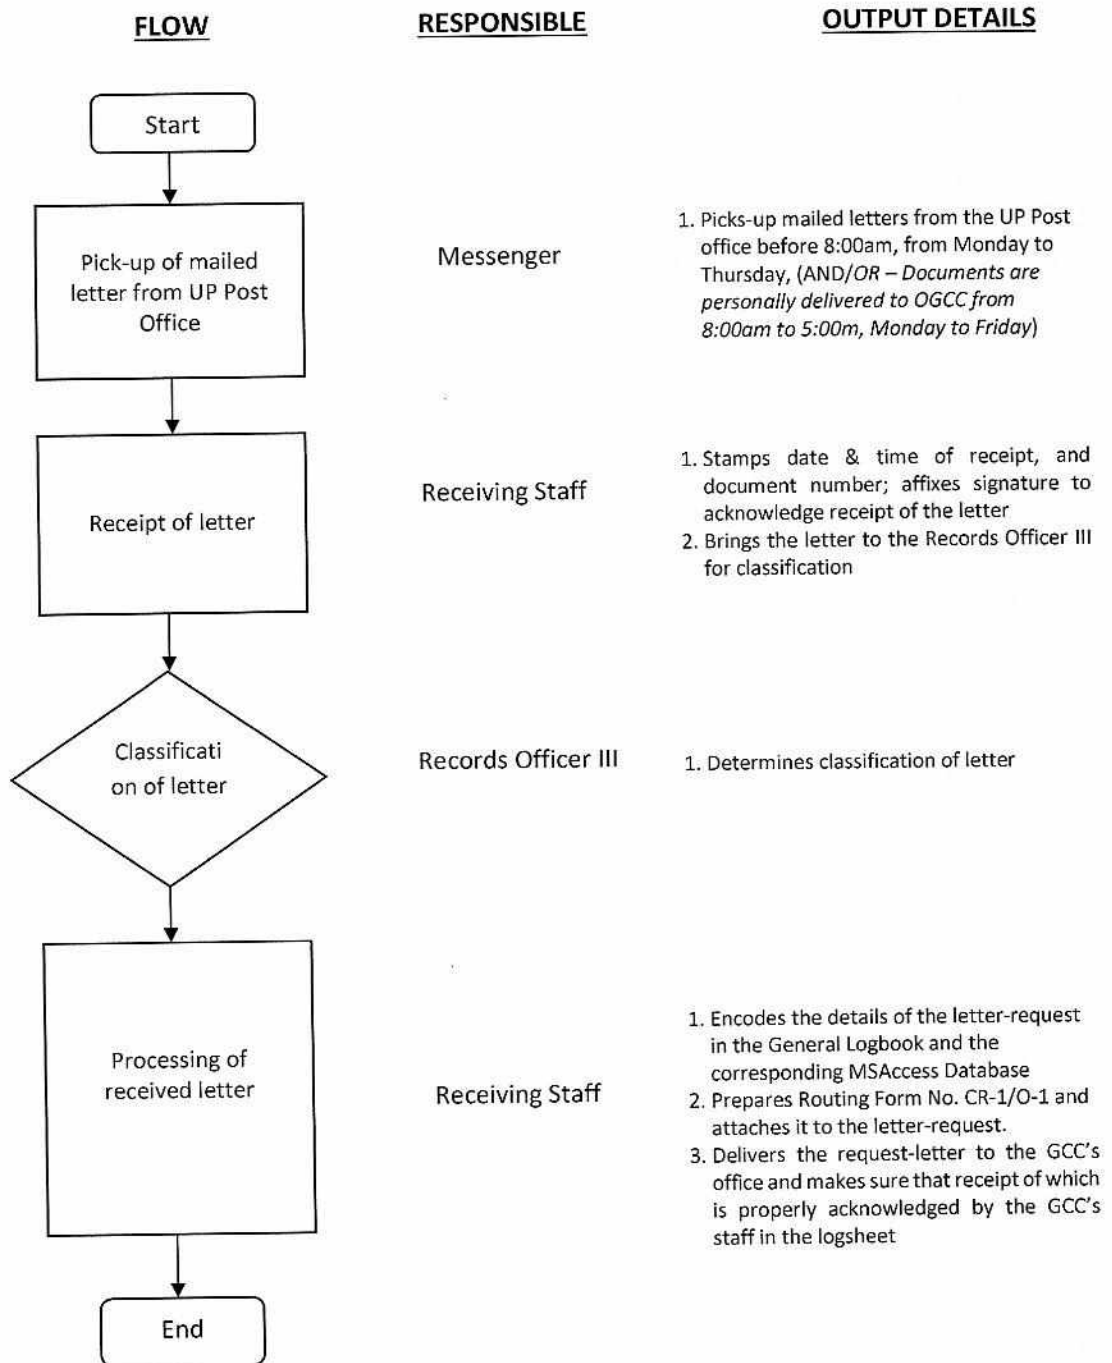 FLOW
RESPONSIBLE
OUTPUT DETAILS
Start
Pick-up of mailed
letter from UP Post
Office
Messenger
1. Picks-up mailed letters from the UP Post
office before 8:00am, from Monday to
Thursday, (AND/OR – Documents are
personally delivered to OGCC from
8:00am to 5:00m, Monday to Friday)
Receipt of letter
Receiving Staff
1. Stamps date & time of receipt, and
document number; affixes signature to
acknowledge receipt of the letter
2. Brings the letter to the Records Officer III
for classification
Classificati
on of letter
Records Officer III
1. Determines classification of letter
Processing of
received letter
Receiving Staff
1. Encodes the details of the letter-request
in the General Logbook and the
corresponding MSAccess Database
2. Prepares Routing Form No. CR-1/O-1 and
attaches it to the letter-request.
3. Delivers the request-letter to the GCC's
office and makes sure that receipt of which
is properly acknowledged by the GCC's
staff in the logsheet
End